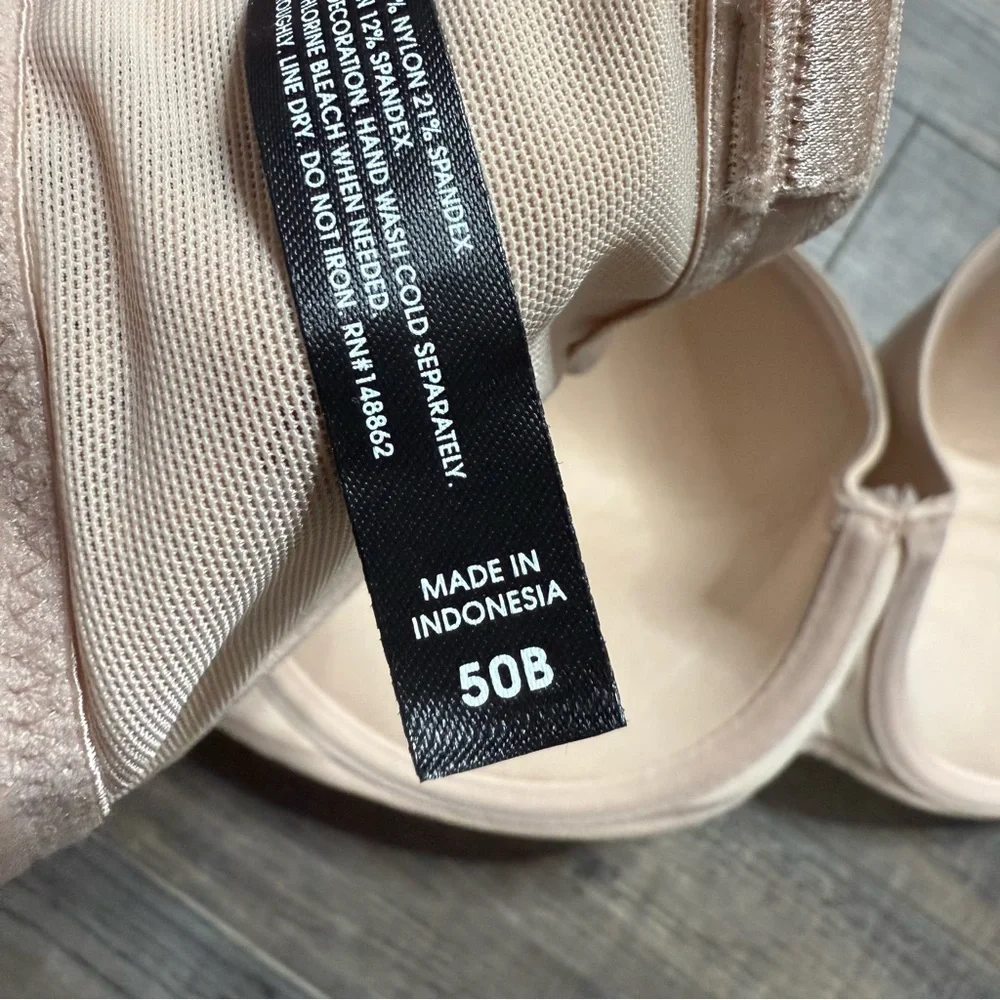 % NYLON 21% SPANDEX
12% SPANDEX
DECORATION. HAND WASH COLD SEPARATELY.
CHLORINE BLEACH WHEN NEEDED.
LINE DRY. DO NOT IRON. RN#148862
MADE IN
INDONESIA
50B